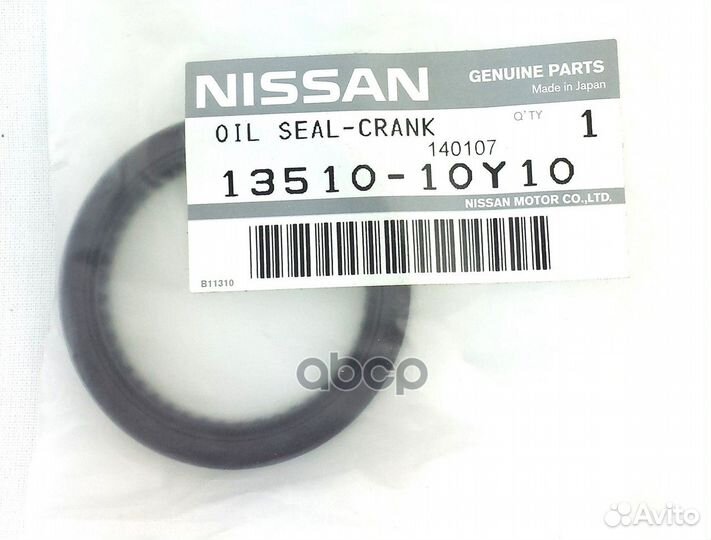 NISSAN
GENUINE PARTS
Made in Japan
OIL SEAL-CRANK
Q'TY 1
140107
13510-10Y10
NISSAN MOTOR CO.,LTD.
B11310
abcp
Avito